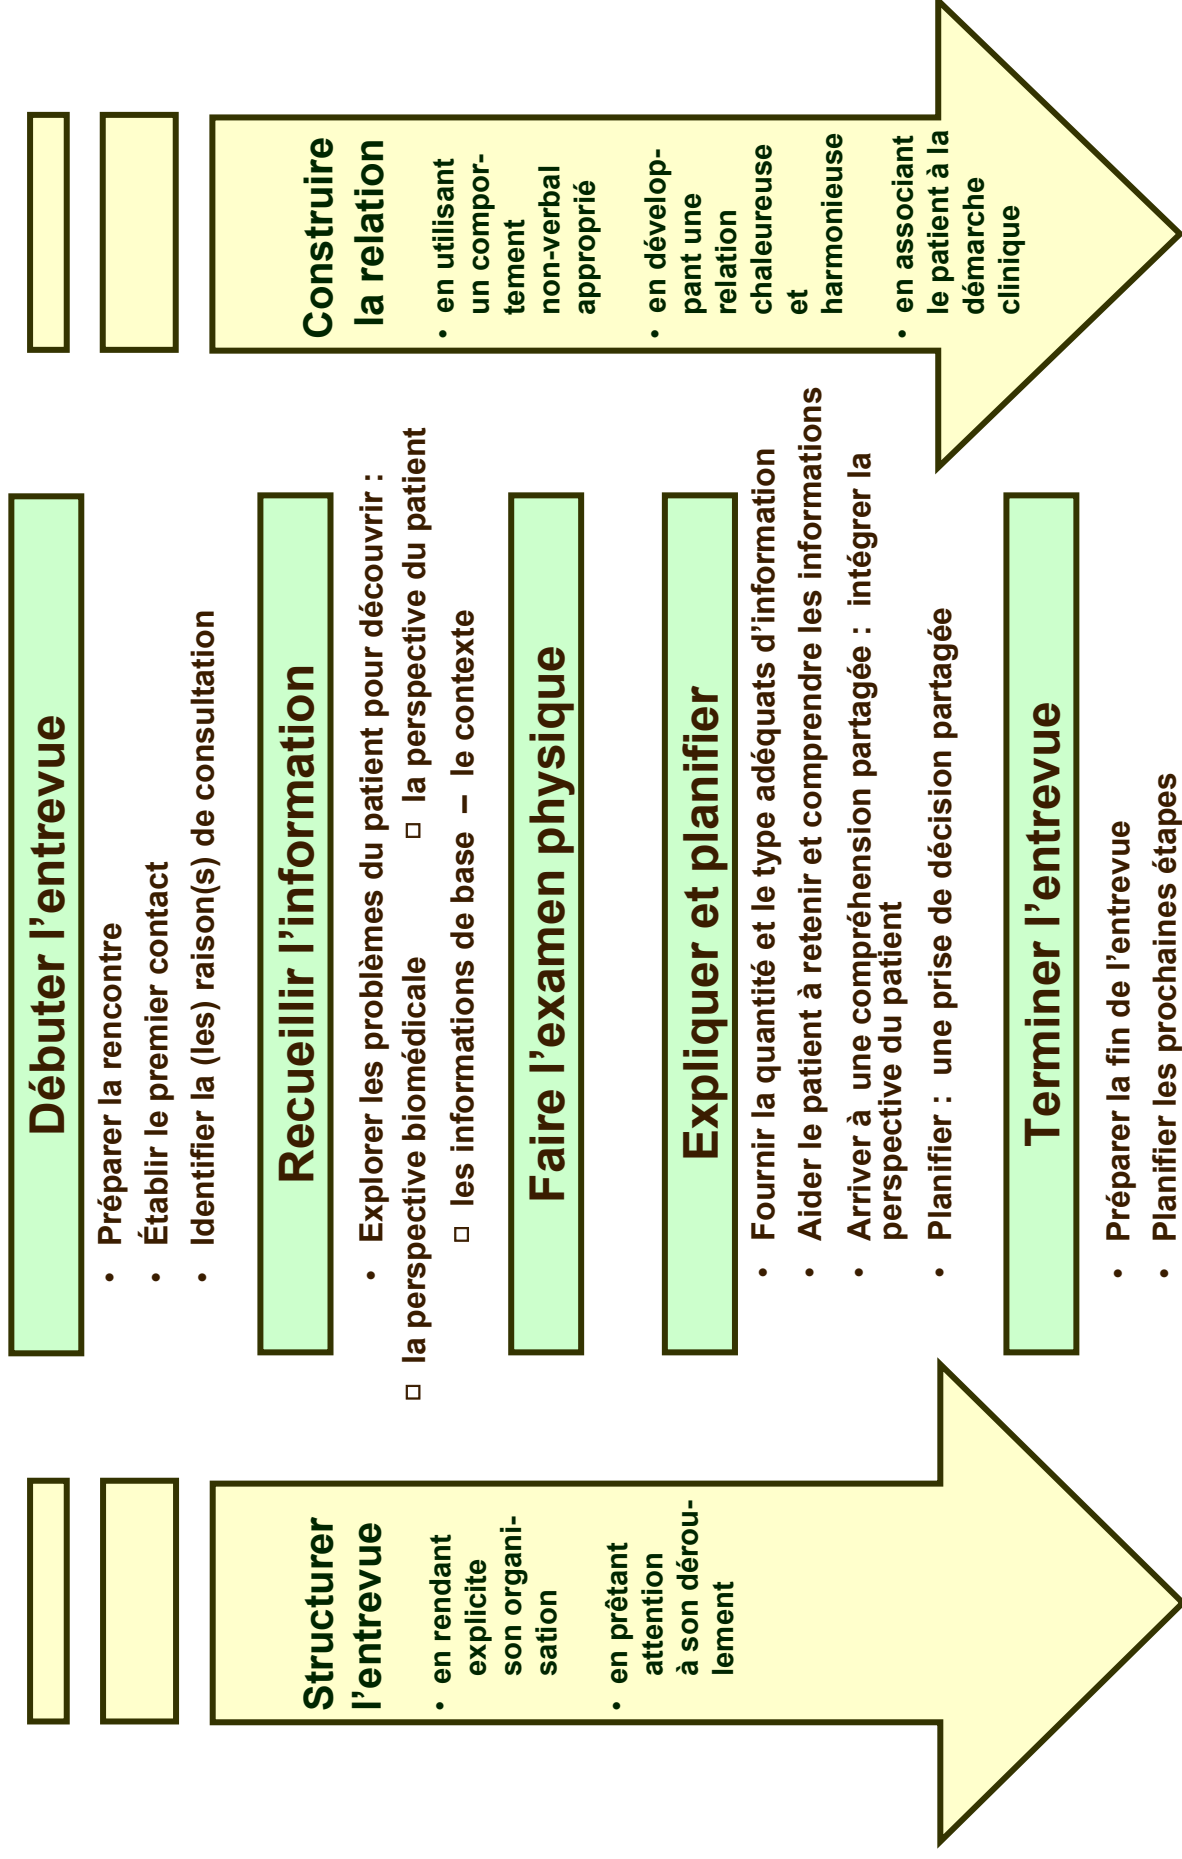 Structurer
l'entrevue
• en rendant
explicite
son organi-
sation
• en prêtant
attention
à son dérou-
lement
Débuter l'entrevue
• Préparer la rencontre
• Établir le premier contact
• Identifier la (les) raison(s) de consultation
Recueillir l'information
• Explorer les problèmes du patient pour découvrir :
□ la perspective biomédicale □ la perspective du patient
□ les informations de base – le contexte
Faire l'examen physique
Expliquer et planifier
• Fournir la quantité et le type adéquats d'information
• Aider le patient à retenir et comprendre les informations
• Arriver à une compréhension partagée : intégrer la
perspective du patient
• Planifier : une prise de décision partagée
Terminer l'entrevue
• Préparer la fin de l'entrevue
• Planifier les prochaines étapes
Construire
la relation
• en utilisant
un compor-
tement
non-verbal
approprié
• en dévelop-
pant une
relation
chaleureuse
et
harmonieuse
• en associant
le patient à la
démarche
clinique